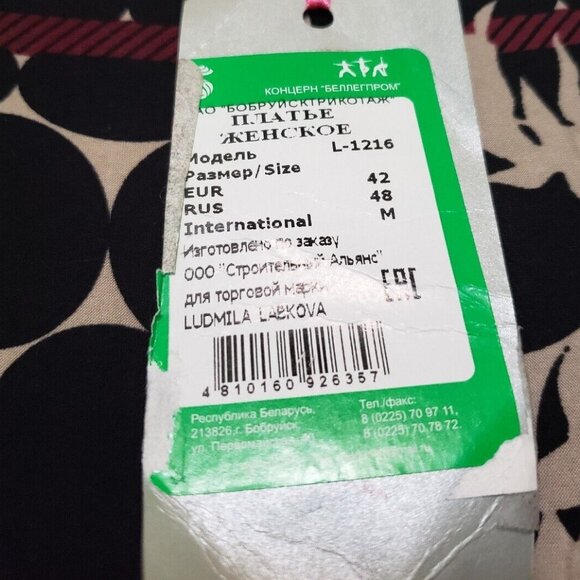 КОНЦЕРН "БЕЛЛЕГПРОМ"
АО "БОБРУЙСКТРИКОТАЖ"
ПЛАТЬЕ
ЖЕНСКОЕ
Модель L-1216
Размер/Size
EUR 42
RUS 48
International M
Изготовлено по заказу
ООО "Строительный Альянс"
для торговой марки
LUDMILA LABKOVA
EAC
4 810160 926357
Республика Беларусь, Тел./факс:
213826, г. Бобруйск 8 (0225) 70 97 11,
ул. 8 (0225) 70 78 72.